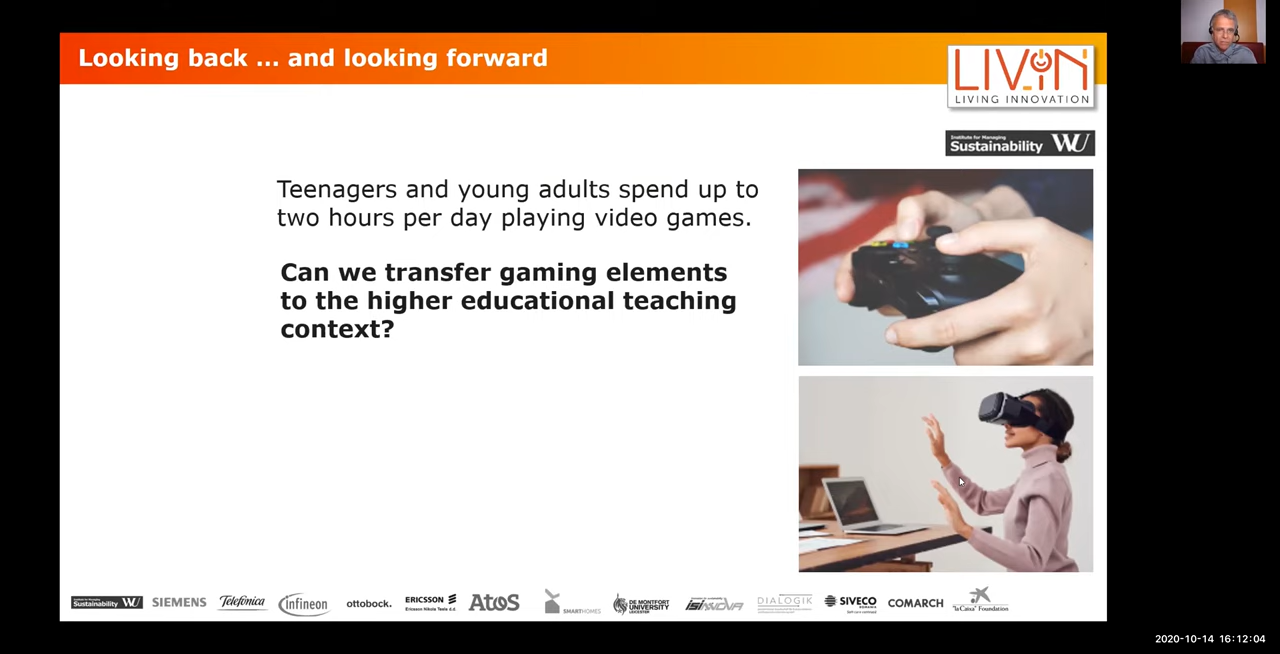 Looking back ... and looking forward
LIV:IN
LIVING INNOVATION
Institute for Managing
Sustainability WU
Teenagers and young adults spend up to
two hours per day playing video games.
Can we transfer gaming elements
to the higher educational teaching
context?
Institute for Managing
Sustainability WU
SIEMENS
Telefónica
infineon
ottobock.
ERICSSON
Ericsson Nikola Tesla d.d.
Atos
SMARTHOMES
DE MONTFORT
UNIVERSITY
LEICESTER
ISINNOVA
DIALOGIK
SIVECO
ROMANIA
COMARCH
"la Caixa" Foundation
2020-10-14 16:12:04